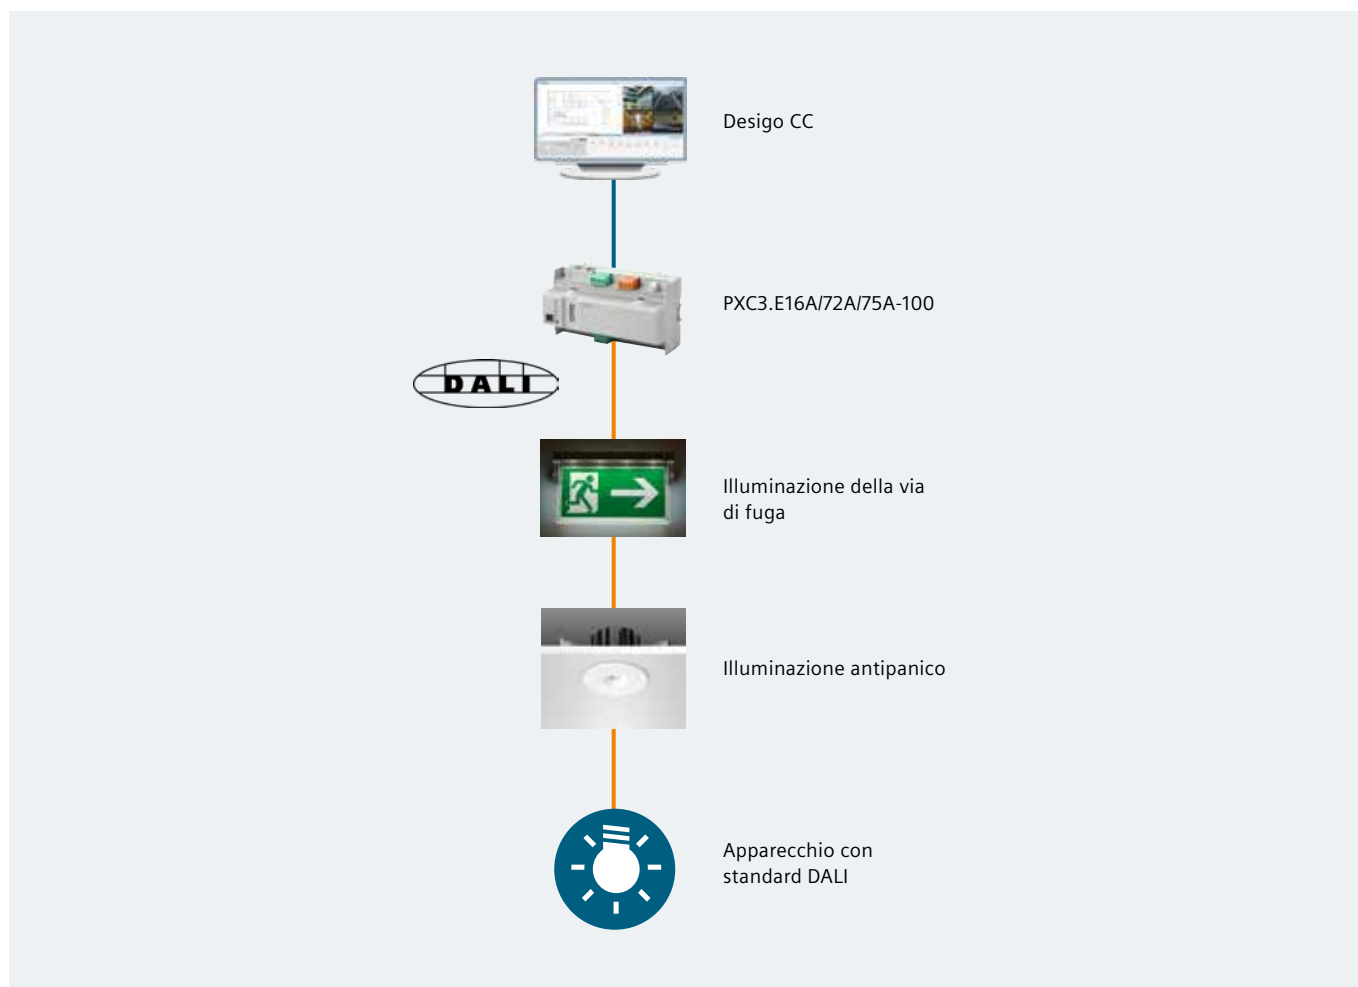 Desigo CC
PXC3.E16A/72A/75A-100
DALI
Illuminazione della via
di fuga
Illuminazione antipanico
Apparecchio con
standard DALI